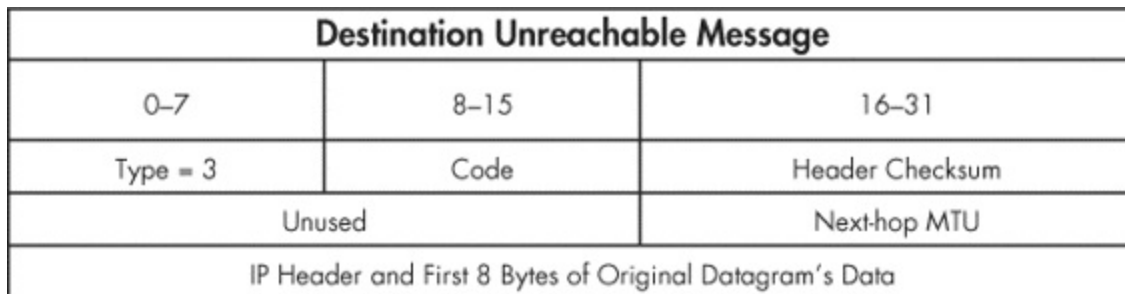 Destination Unreachable Message
0–7 8–15 16–31
Type = 3 Code Header Checksum
Unused Next-hop MTU
IP Header and First 8 Bytes of Original Datagram's Data